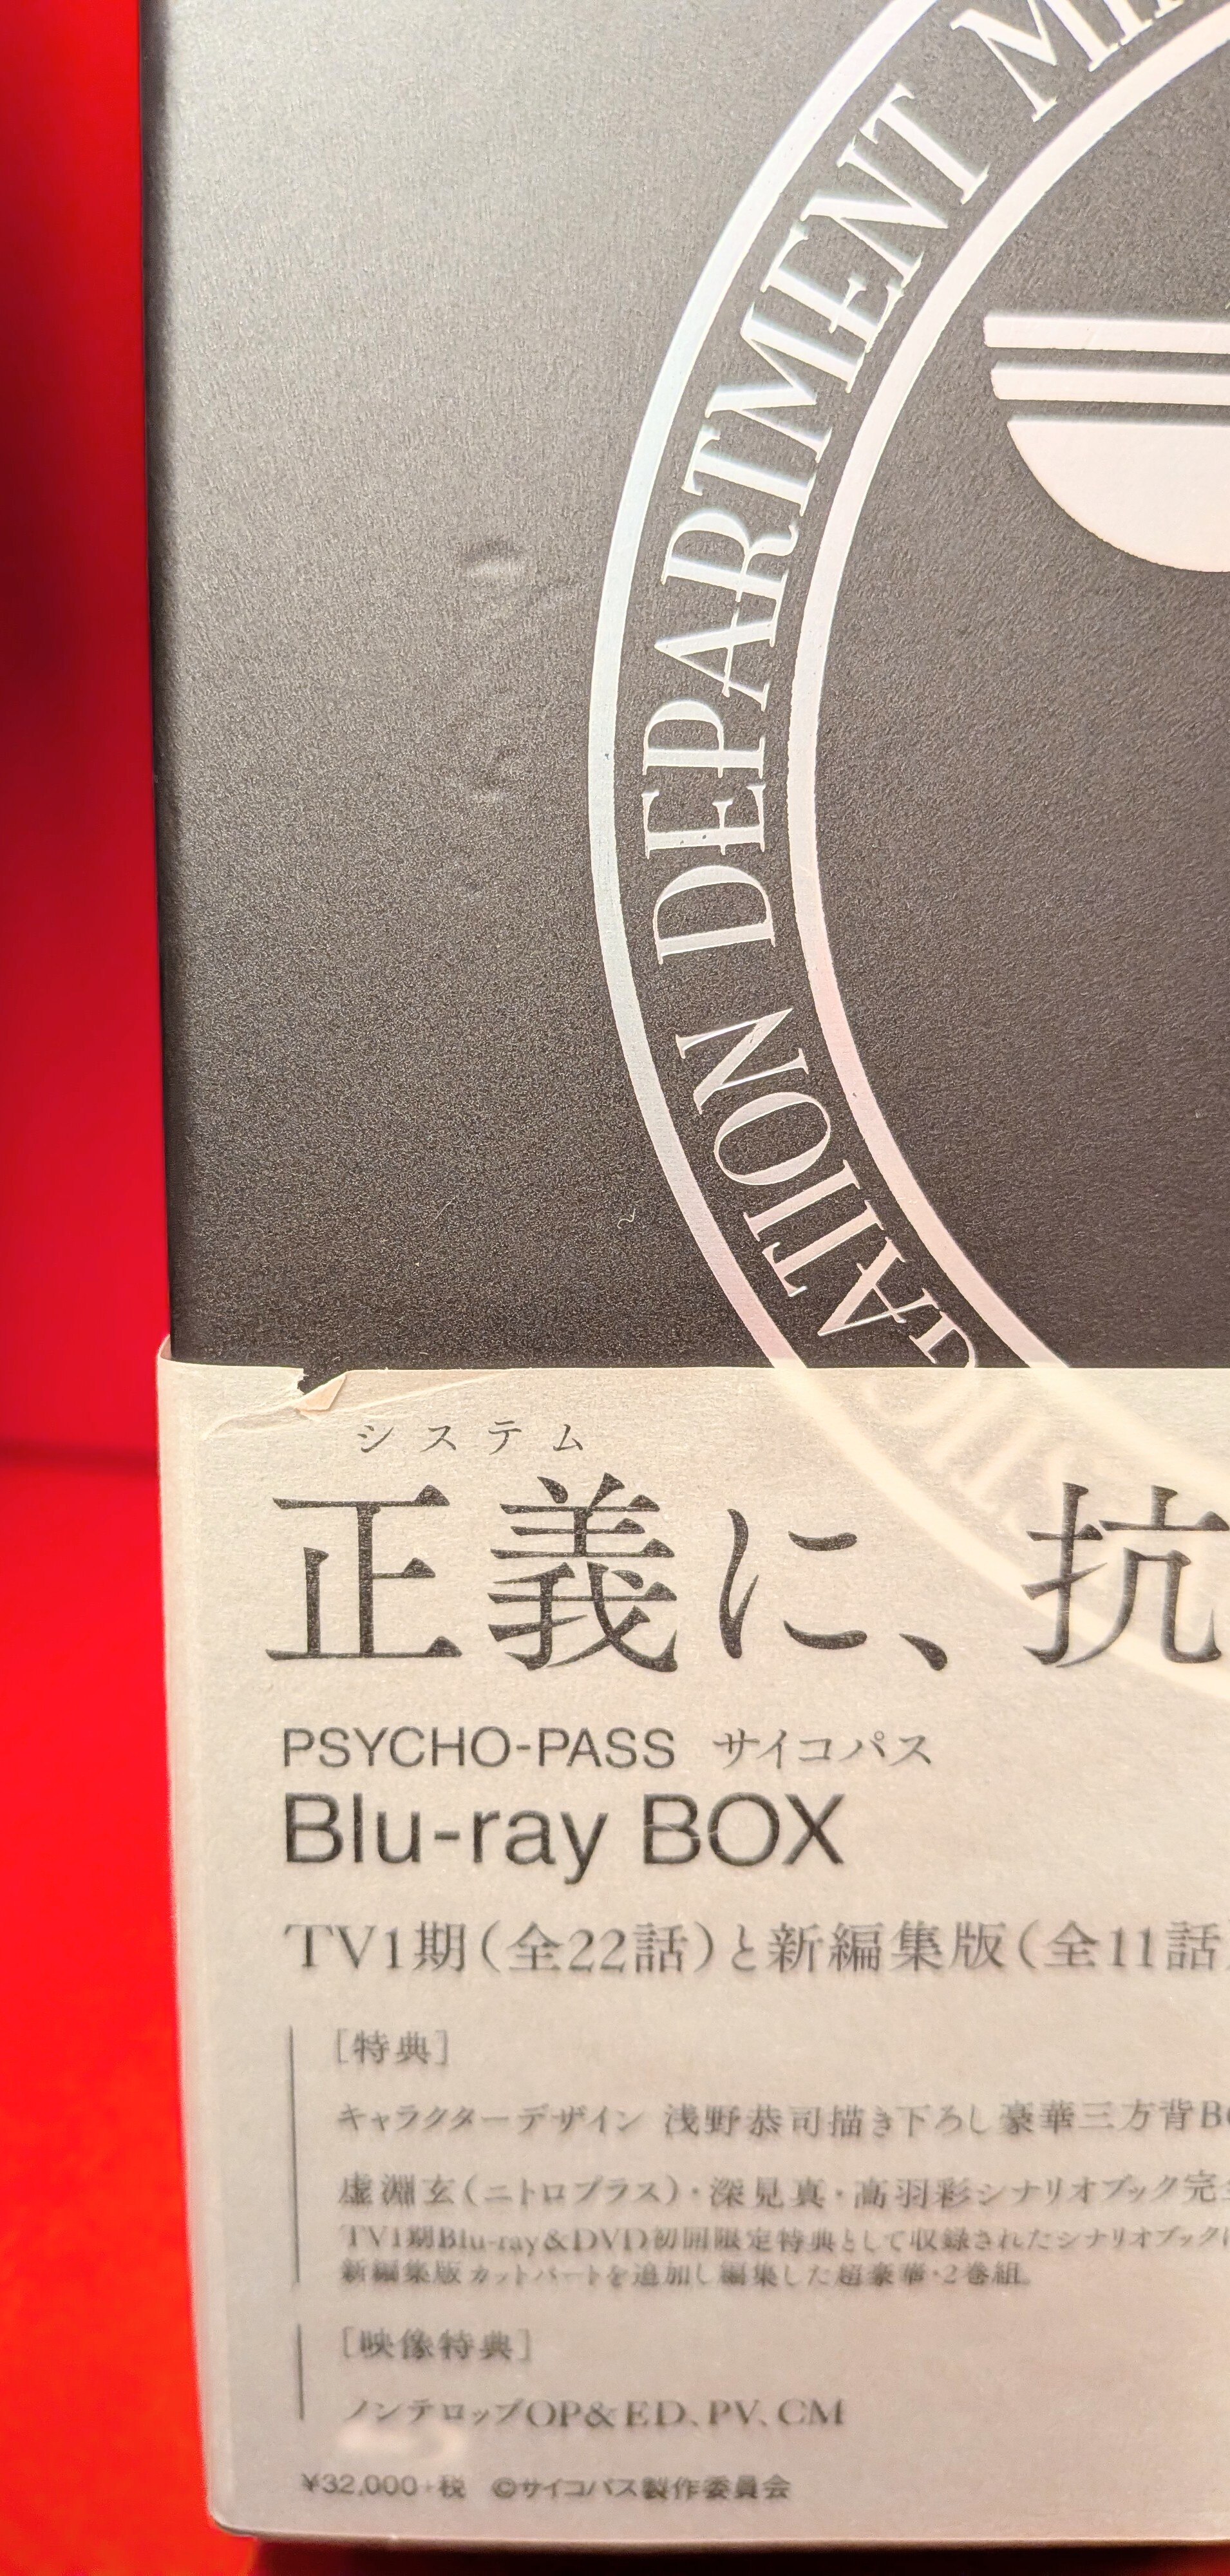 ATION DEPARTMENT MIN
システム
正義に、抗
PSYCHO-PASS サイコパス
Blu-ray BOX
TV1期（全22話）と新編集版（全11話
［特典］
キャラクターデザイン 浅野恭司描き下ろし豪華三方背B
虚淵玄（ニトロプラス）・深見真・高羽彩シナリオブック完
TV1期Blu-ray&DVD初回限定特典として収録されたシナリオブックに
新編集版カットパートを追加し編集した超豪華・2巻組。
［映像特典］
ノンテロップOP&ED、PV、CM
¥32,000+税 ©サイコパス製作委員会